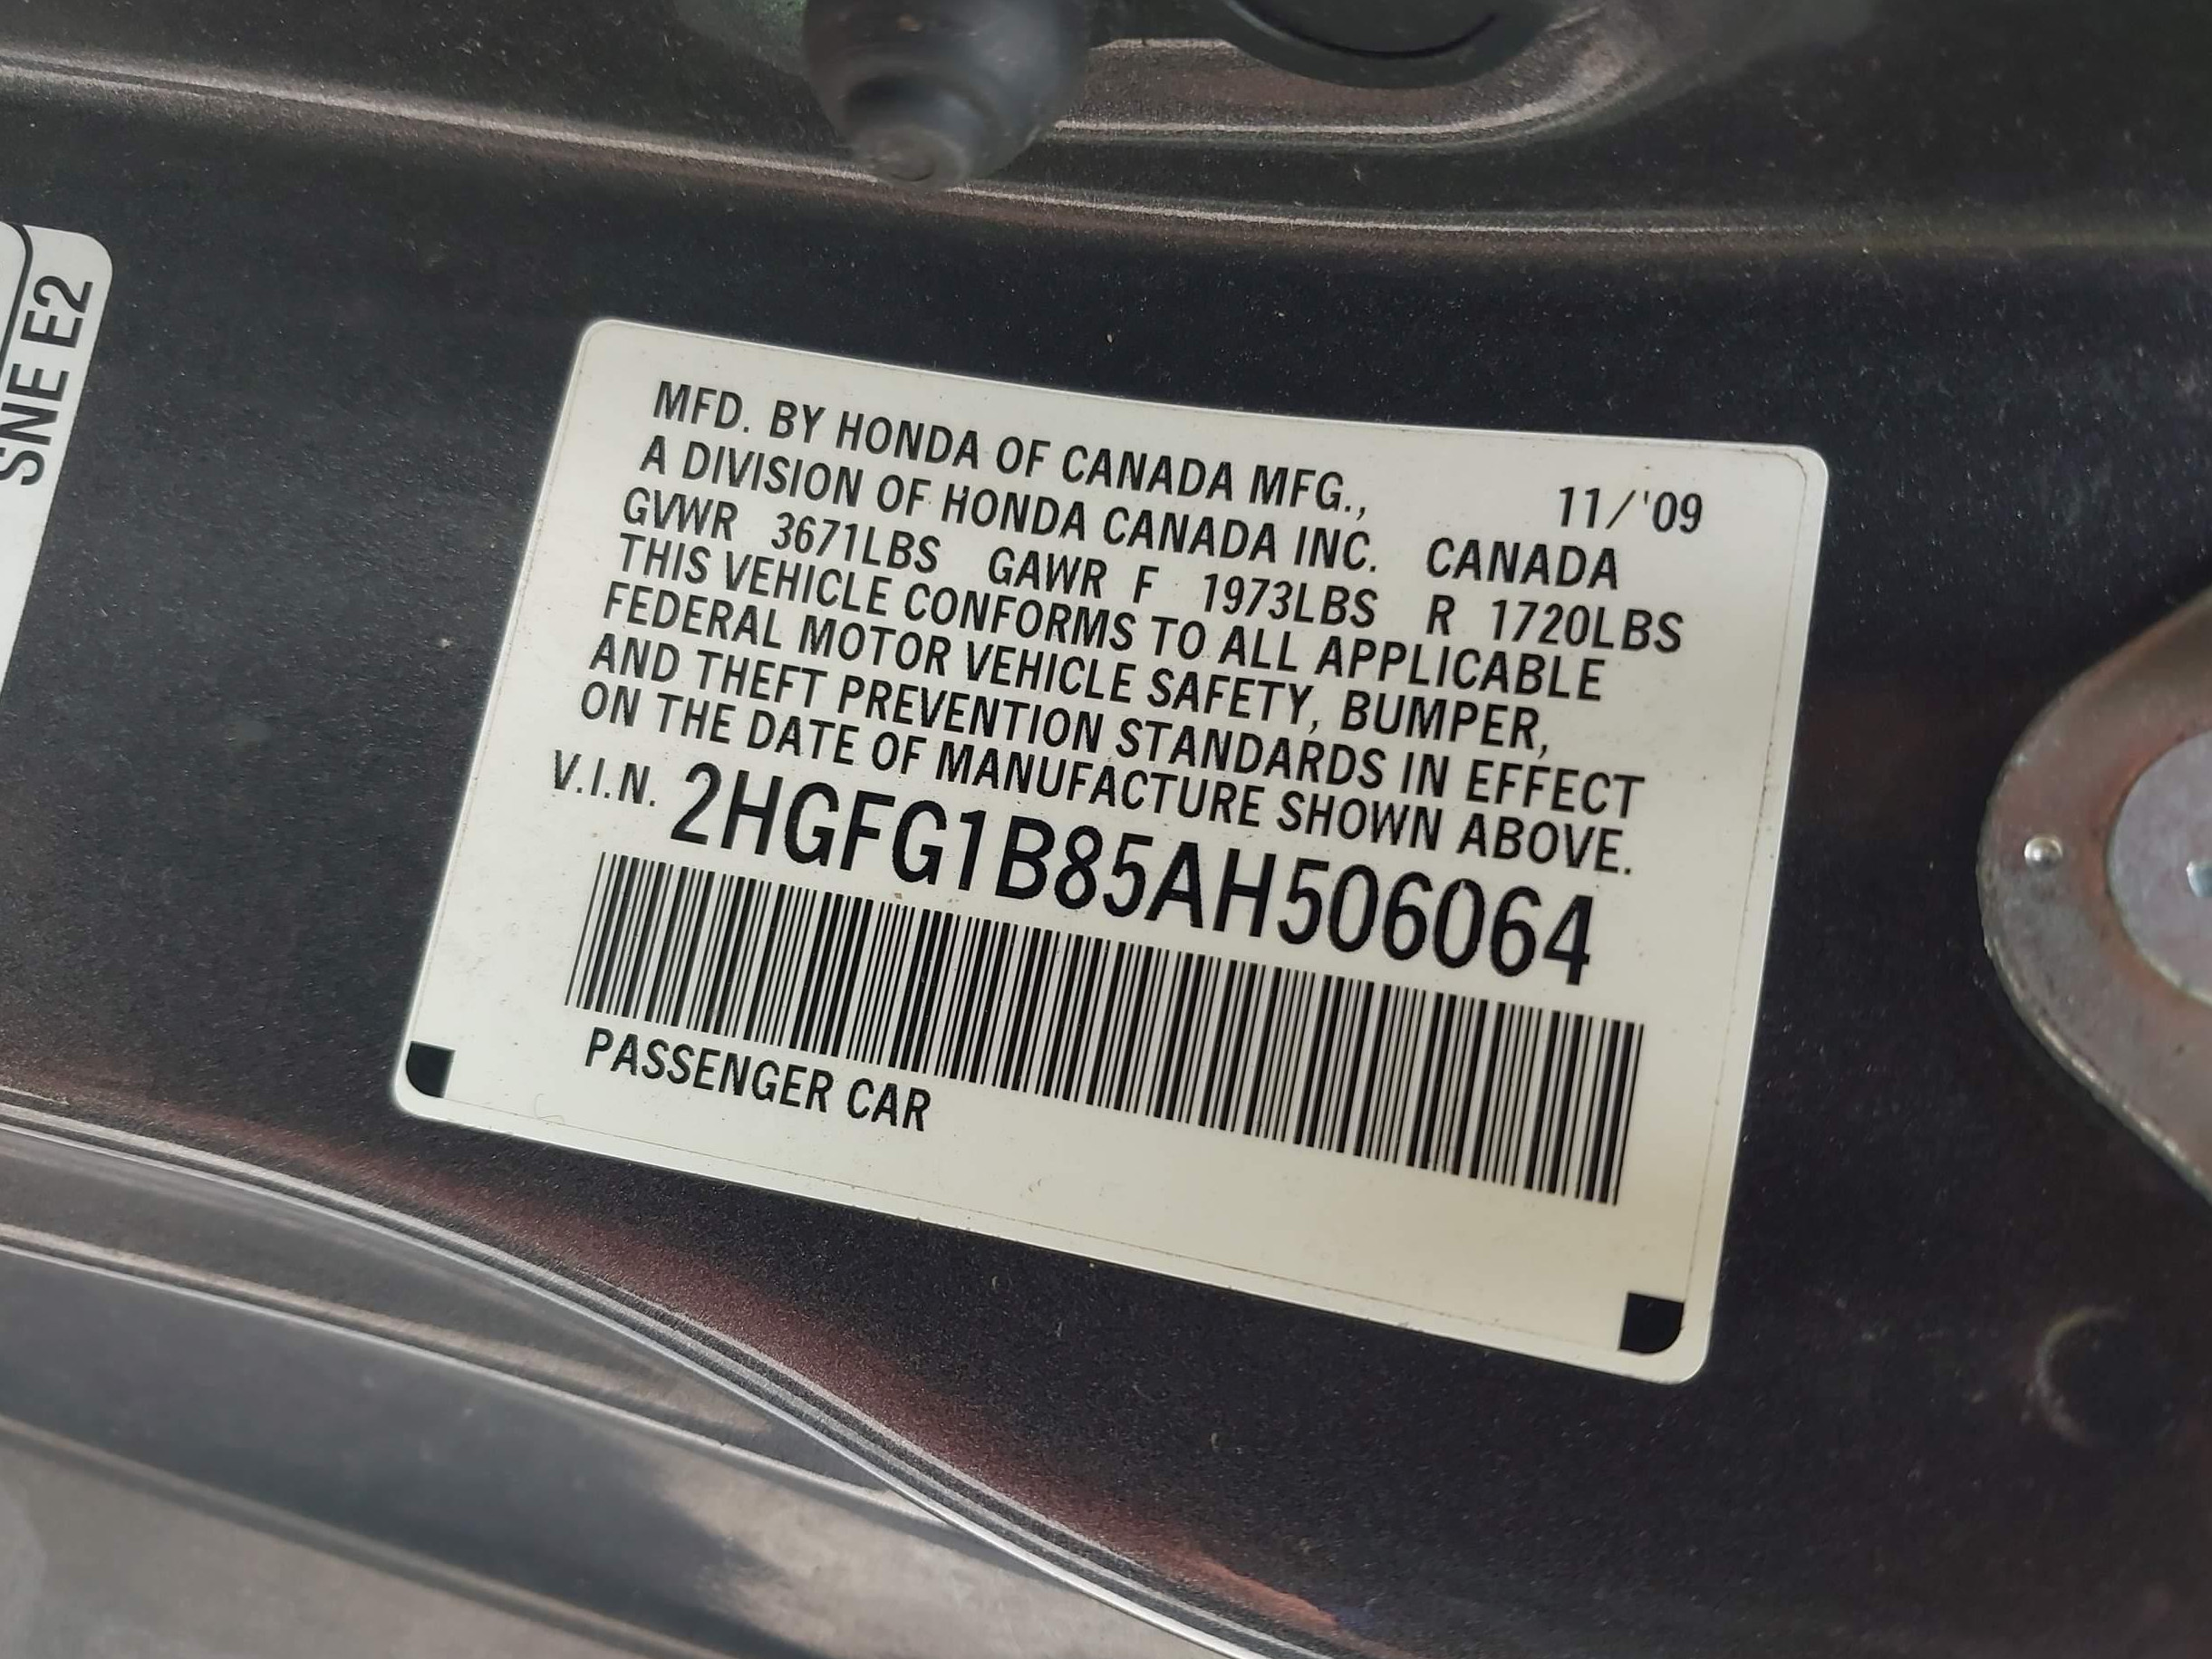 SNE E2
MFD. BY HONDA OF CANADA MFG., 11/'09
A DIVISION OF HONDA CANADA INC. CANADA
GVWR 3671LBS GAWR F 1973LBS R 1720LBS
THIS VEHICLE CONFORMS TO ALL APPLICABLE
FEDERAL MOTOR VEHICLE SAFETY, BUMPER,
AND THEFT PREVENTION STANDARDS IN EFFECT
ON THE DATE OF MANUFACTURE SHOWN ABOVE.
V.I.N. 2HGFG1B85AH506064
PASSENGER CAR